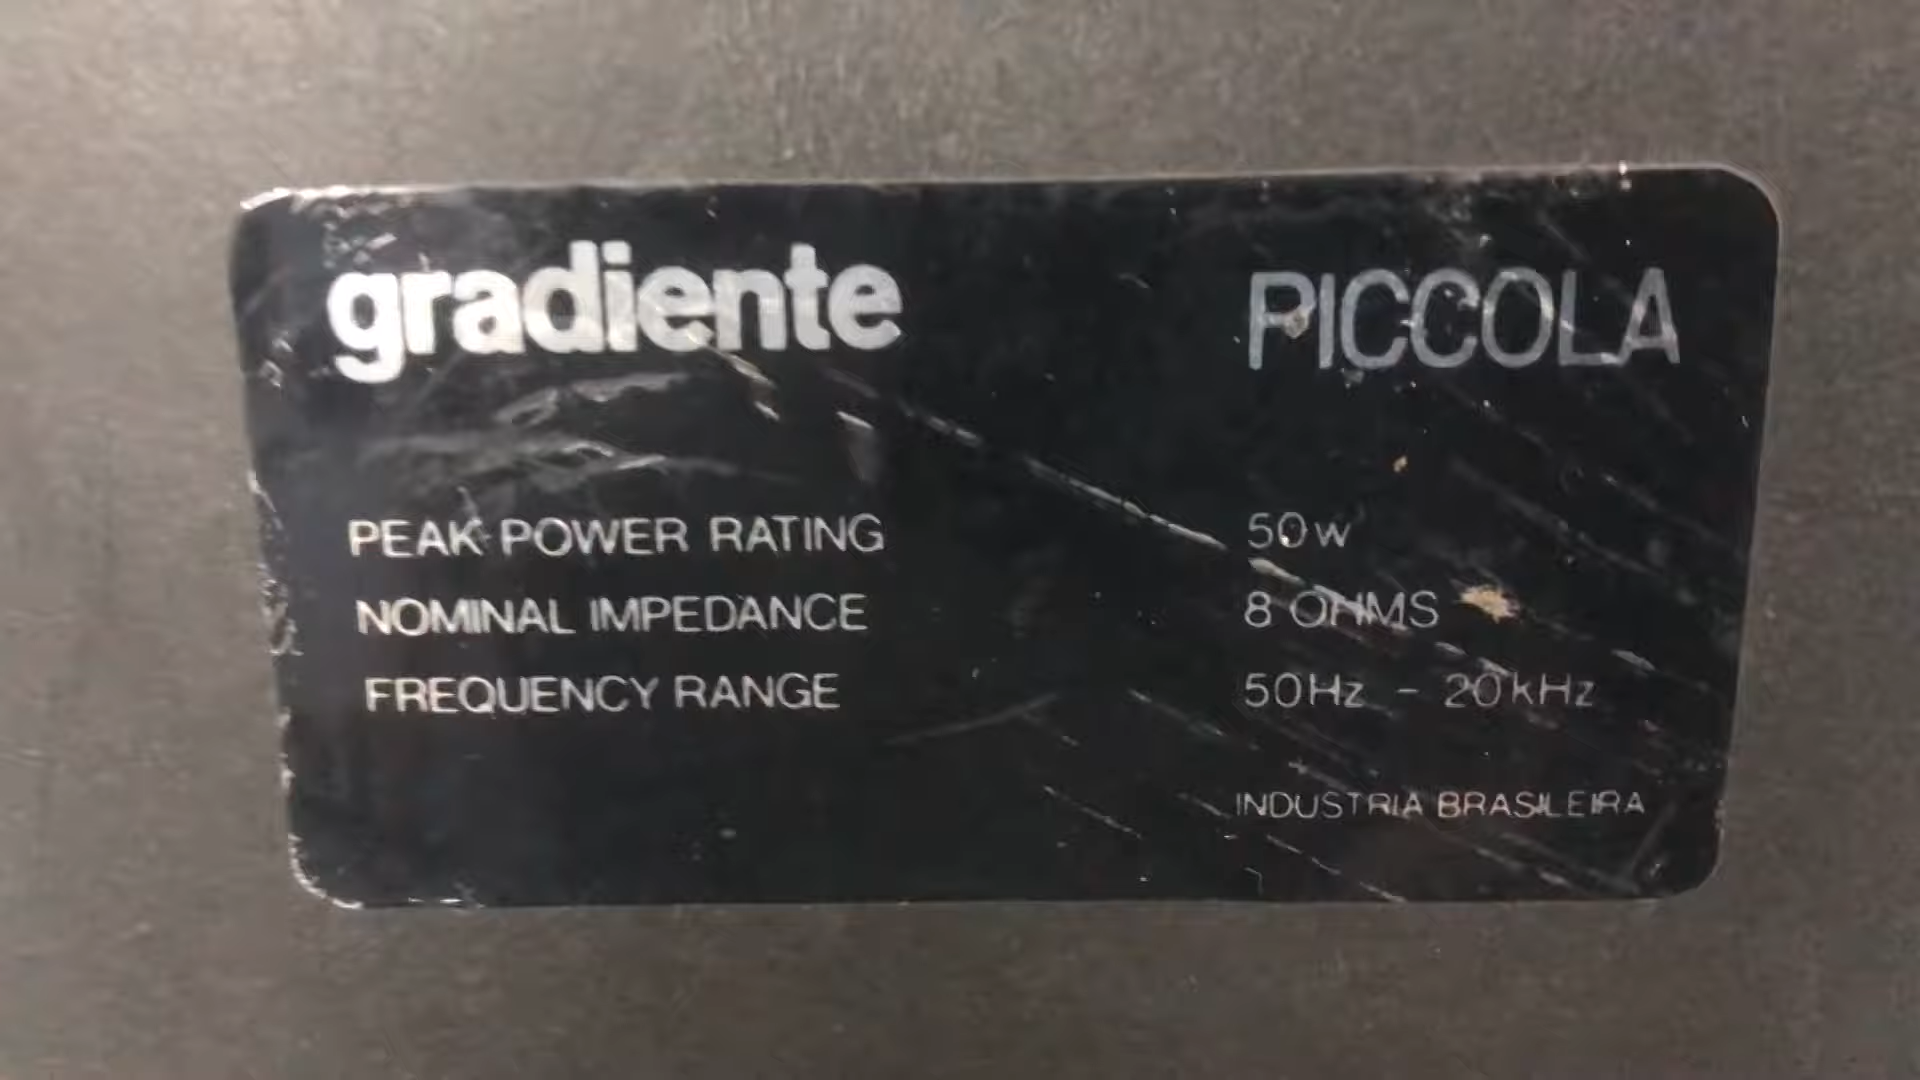 gradiente PICCOLA
PEAK POWER RATING 50w
NOMINAL IMPEDANCE 8 OHMS
FREQUENCY RANGE 50Hz - 20kHz
INDUSTRIA BRASILEIRA